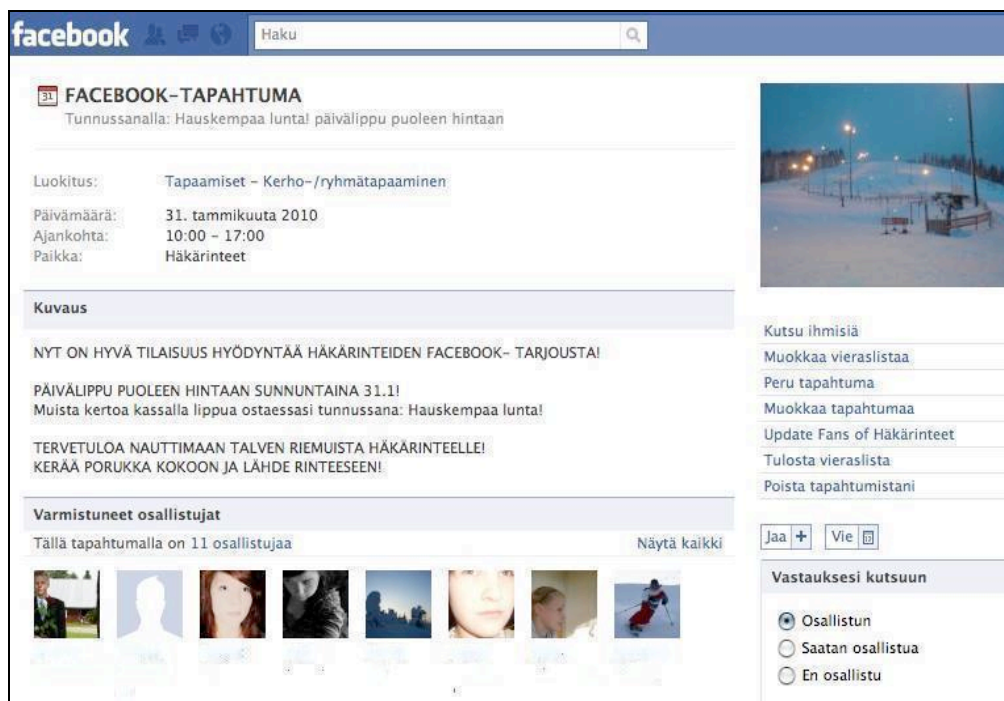 facebook
Haku
31 FACEBOOK-TAPAHTUMA
Tunnussanalla: Hauskempaa lunta! päivälippu puoleen hintaan
Luokitus: Tapaamiset - Kerho-/ryhmätapaaminen
Päivämäärä: 31. tammikuuta 2010
Ajankohta: 10:00 - 17:00
Paikka: Häkärinteet
Kuvaus
NYT ON HYVÄ TILAISUUS HYÖDYNTÄÄ HÄKÄRINTEIDEN FACEBOOK- TARJOUSTA!
PÄIVÄLIPPU PUOLEEN HINTAAN SUNNUNTAINA 31.1!
Muista kertoa kassalla lippua ostaessasi tunnussana: Hauskempaa lunta!
TERVETULOA NAUTTIMAAN TALVEN RIEMUISTA HÄKÄRINTEELLE!
KERÄÄ PORUKKA KOKOON JA LÄHDE RINTEESEEN!
Varmistuneet osallistujat
Tällä tapahtumalla on 11 osallistujaa Näytä kaikki
Kutsu ihmisiä
Muokkaa vieraslistaa
Peru tapahtuma
Muokkaa tapahtumaa
Update Fans of Häkärinteet
Tulosta vieraslista
Poista tapahtumistani
Jaa + Vie
Vastauksesi kutsuun
Osallistun
Saatan osallistua
En osallistu